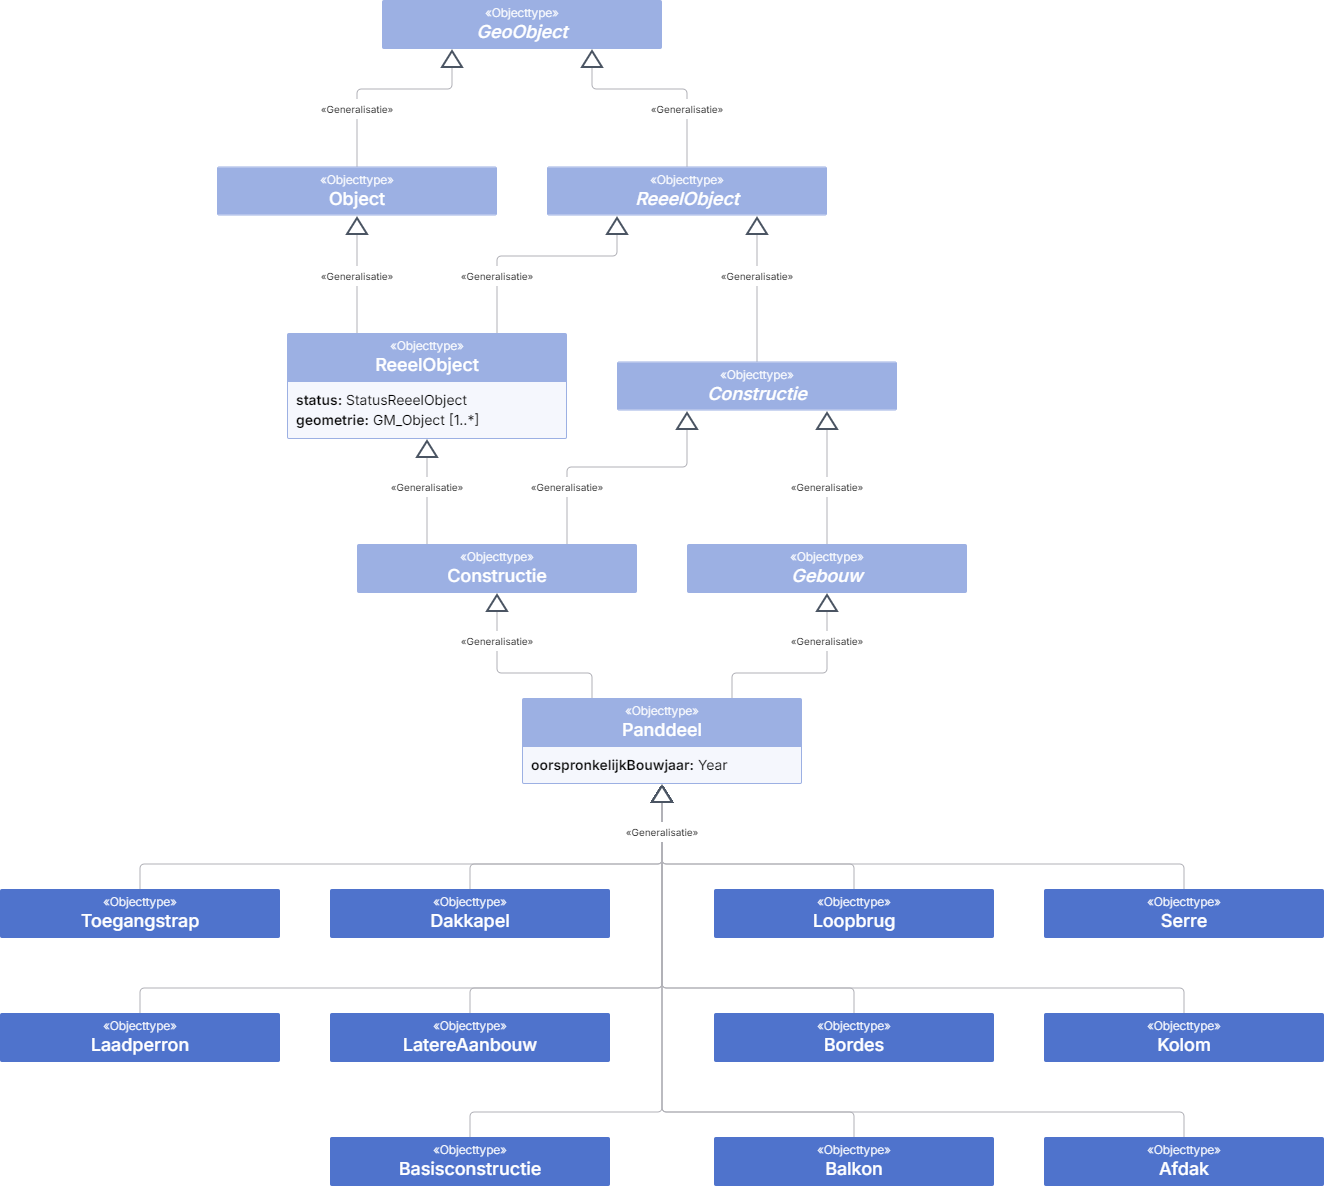 «Objecttype»
GeoObject
«Generalisatie»
«Generalisatie»
«Objecttype»
Object
«Objecttype»
ReeelObject
«Generalisatie»
«Generalisatie»
«Generalisatie»
«Objecttype»
ReeelObject
status: StatusReeelObject
geometrie: GM_Object [1..*]
«Objecttype»
Constructie
«Generalisatie»
«Generalisatie»
«Generalisatie»
«Objecttype»
Constructie
«Objecttype»
Gebouw
«Generalisatie»
«Generalisatie»
«Objecttype»
Panddeel
oorspronkelijkBouwjaar: Year
«Generalisatie»
«Objecttype»
Toegangstrap
«Objecttype»
Dakkapel
«Objecttype»
Loopbrug
«Objecttype»
Serre
«Objecttype»
Laadperron
«Objecttype»
LatereAanbouw
«Objecttype»
Bordes
«Objecttype»
Kolom
«Objecttype»
Basisconstructie
«Objecttype»
Balkon
«Objecttype»
Afdak